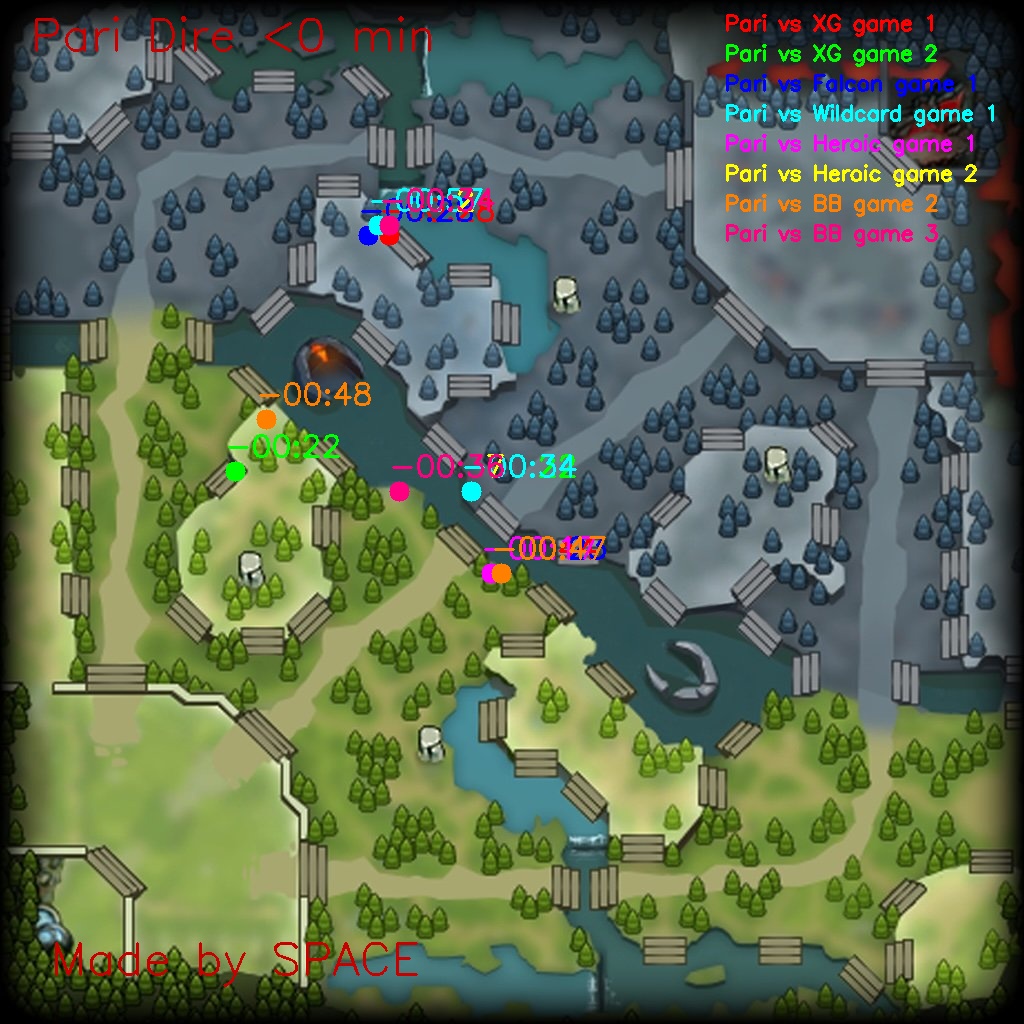 Pari Dire <0 min
Pari vs XG game 1
Pari vs XG game 2
Pari vs Falcon game 1
Pari vs Wildcard game 1
Pari vs Heroic game 1
Pari vs Heroic game 2
Pari vs BB game 2
Pari vs BB game 3
-00:48
-00:22
-00:34
Made by SPACE